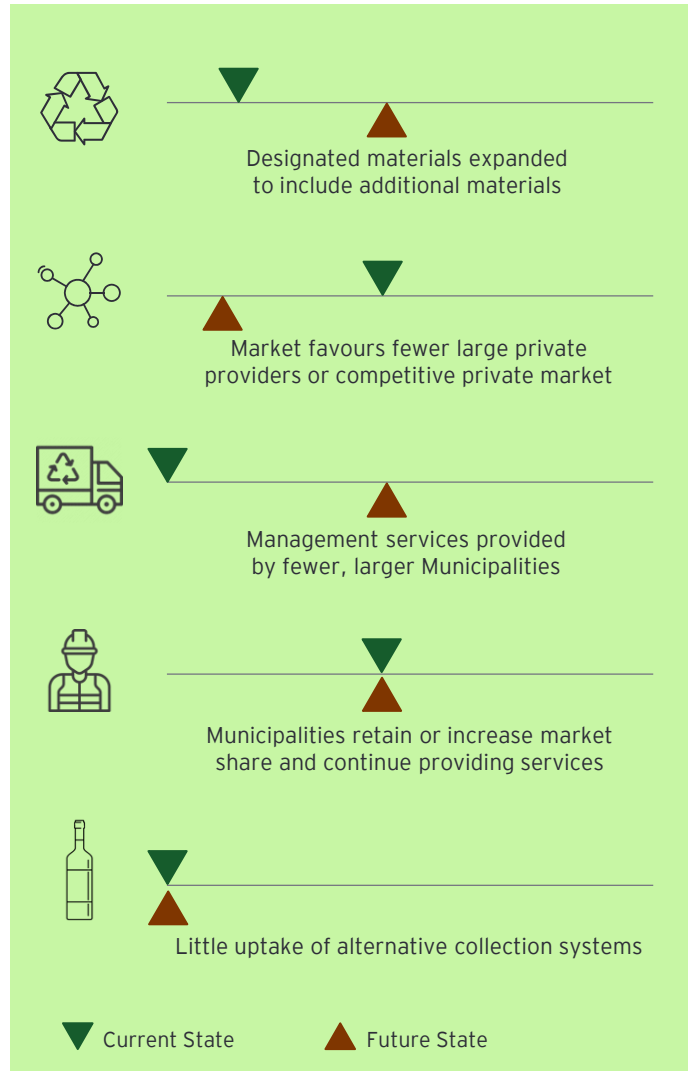 Designated materials expanded
to include additional materials
Market favours fewer large private
providers or competitive private market
Management services provided
by fewer, larger Municipalities
Municipalities retain or increase market
share and continue providing services
Little uptake of alternative collection systems
Current State
Future State